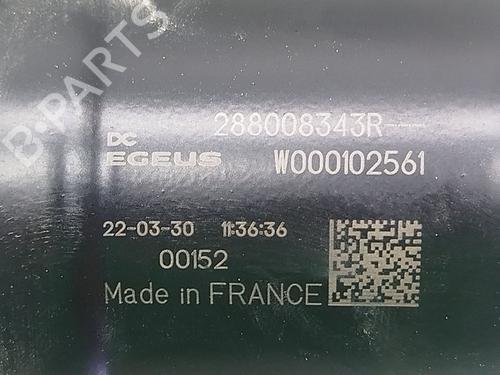 B-PARTS
288008343R--
DC
EGEUS W000102561
22-03-30 11:36:36
00152
Made in FRANCE